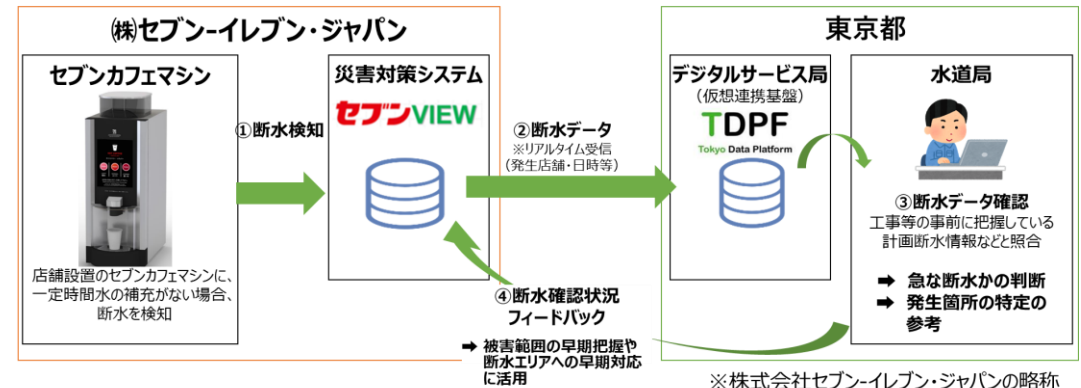 ㈱セブン-イレブン・ジャパン
セブンカフェマシン
店舗設置のセブンカフェマシンに、
一定時間水の補充がない場合、
断水を検知
①断水検知
災害対策システム
セブンVIEW
②断水データ
※リアルタイム受信
(発生店舗・日時等)
東京都
デジタルサービス局
(仮想連携基盤)
TDPF
Tokyo Data Platform
水道局
③断水データ確認
工事等の事前に把握している
計画断水情報などと照合
➡ 急な断水かの判断
➡ 発生箇所の特定の
参考
④断水確認状況
フィードバック
➡ 被害範囲の早期把握や
断水エリアへの早期対応
に活用
※株式会社セブン-イレブン・ジャパンの略称